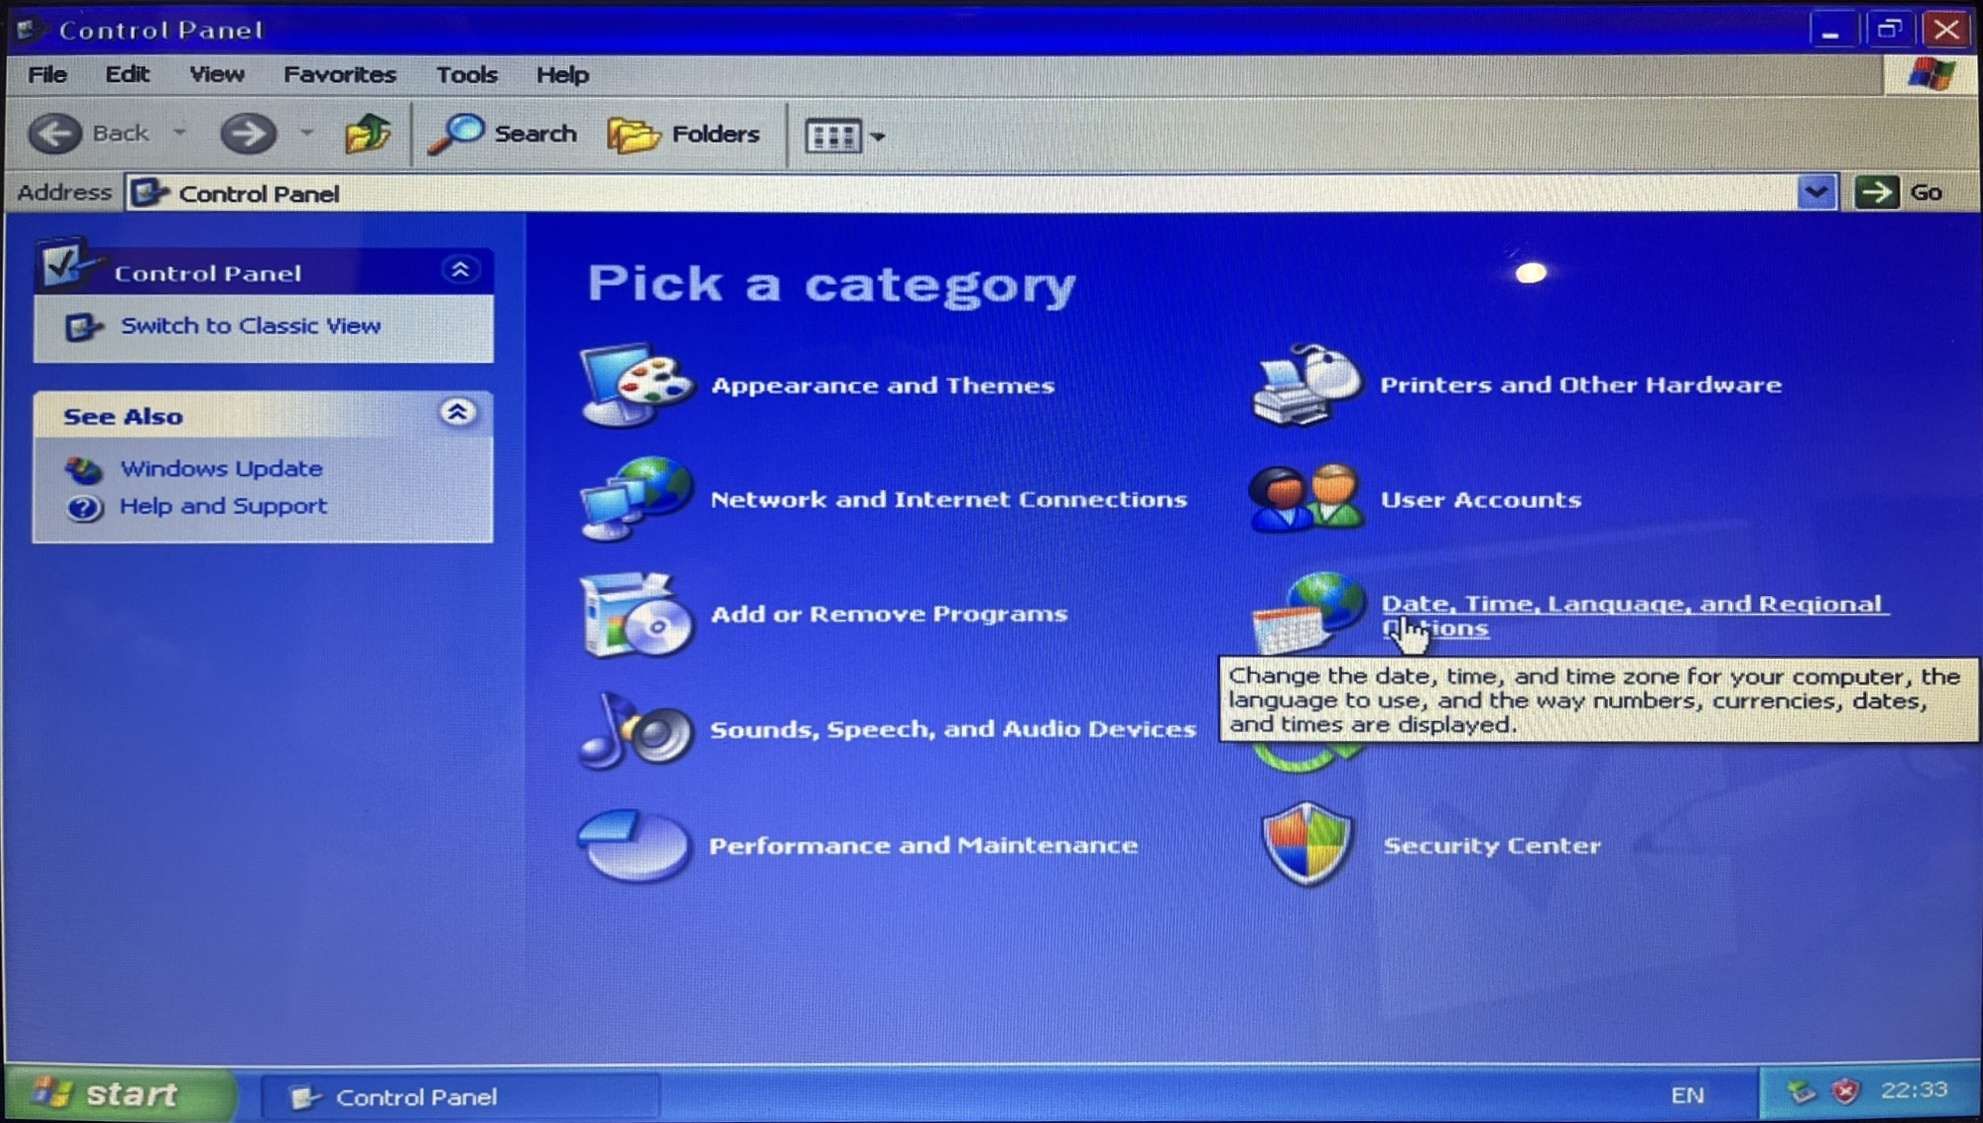 Control Panel
File Edit View Favorites Tools Help
Back Search Folders
Address Control Panel Go
Control Panel
Switch to Classic View
See Also
Windows Update
Help and Support
Pick a category
Appearance and Themes
Printers and Other Hardware
Network and Internet Connections
User Accounts
Add or Remove Programs
Date, Time, Language, and Regional
Options
Change the date, time, and time zone for your computer, the
language to use, and the way numbers, currencies, dates,
and times are displayed.
Sounds, Speech, and Audio Devices
Performance and Maintenance
Security Center
start Control Panel EN 22:33